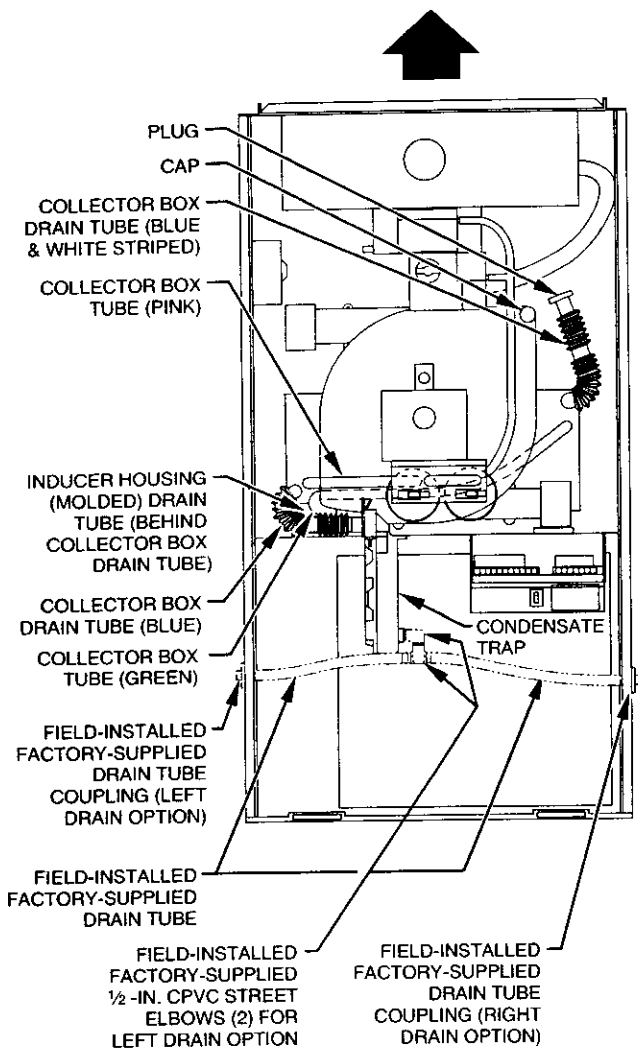 PLUG
CAP
COLLECTOR BOX
DRAIN TUBE (BLUE
& WHITE STRIPED)
COLLECTOR BOX
TUBE (PINK)
INDUCER HOUSING
(MOLDED) DRAIN
TUBE (BEHIND
COLLECTOR BOX
DRAIN TUBE)
COLLECTOR BOX
DRAIN TUBE (BLUE)
COLLECTOR BOX
TUBE (GREEN)
CONDENSATE
TRAP
FIELD-INSTALLED
FACTORY-SUPPLIED
DRAIN TUBE
COUPLING (LEFT
DRAIN OPTION)
FIELD-INSTALLED
FACTORY-SUPPLIED
DRAIN TUBE
FIELD-INSTALLED
FACTORY-SUPPLIED
½ -IN. CPVC STREET
ELBOWS (2) FOR
LEFT DRAIN OPTION
FIELD-INSTALLED
FACTORY-SUPPLIED
DRAIN TUBE
COUPLING (RIGHT
DRAIN OPTION)